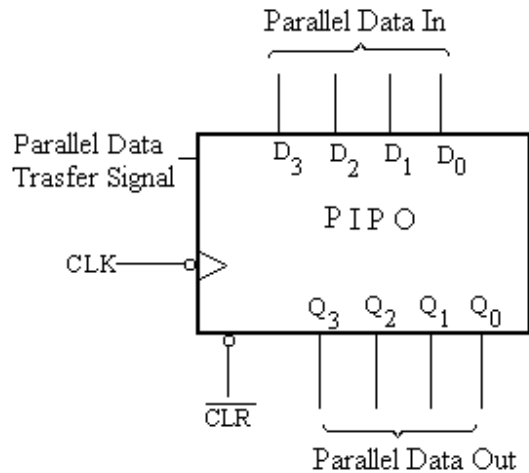 Parallel Data In
Parallel Data
Trasfer Signal
D3 D2 D1 D0
PIPO
CLK
Q3 Q2 Q1 Q0
CLR
Parallel Data Out